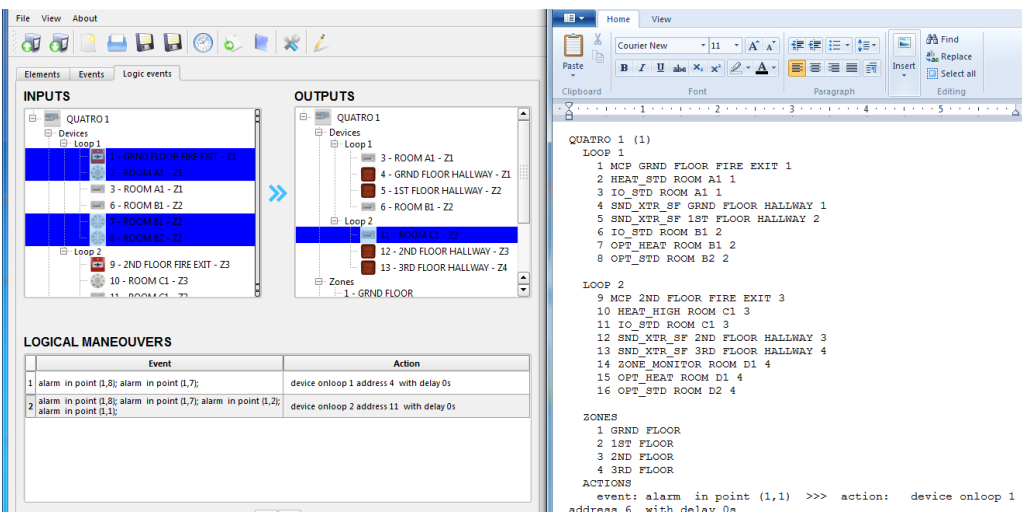 File View About
Elements Events Logic events
INPUTS
QUATRO 1
Devices
Loop 1
1 - GRND FLOOR FIRE EXIT - Z1
2 - ROOM A1 - Z1
3 - ROOM A1 - Z1
6 - ROOM B1 - Z2
7 - ROOM B1 - Z2
8 - ROOM B2 - Z2
Loop 2
9 - 2ND FLOOR FIRE EXIT - Z3
10 - ROOM C1 - Z3
11 - ROOM C1 - Z3
OUTPUTS
QUATRO 1
Devices
Loop 1
3 - ROOM A1 - Z1
4 - GRND FLOOR HALLWAY - Z1
5 - 1ST FLOOR HALLWAY - Z2
6 - ROOM B1 - Z2
Loop 2
11 - ROOM C1 - Z3
12 - 2ND FLOOR HALLWAY - Z3
13 - 3RD FLOOR HALLWAY - Z4
Zones
1 - GRND FLOOR
LOGICAL MANEOUVERS
Event Action
1 alarm in point (1,8); alarm in point (1,7); device onloop 1 address 4 with delay 0s
2 alarm in point (1,8); alarm in point (1,7); alarm in point (1,2); device onloop 2 address 11 with delay 0s
alarm in point (1,1);
Home View
Paste
Clipboard
Courier New 11
B I U abc X₂ X² A
Font
Paragraph
Insert
Find
Replace
Select all
Editing
1 2 3 4 5
QUATRO 1 (1)
LOOP 1
1 MCP GRND FLOOR FIRE EXIT 1
2 HEAT_STD ROOM A1 1
3 IO_STD ROOM A1 1
4 SND_XTR_SF GRND FLOOR HALLWAY 1
5 SND_XTR_SF 1ST FLOOR HALLWAY 2
6 IO_STD ROOM B1 2
7 OPT_HEAT ROOM B1 2
8 OPT_STD ROOM B2 2
LOOP 2
9 MCP 2ND FLOOR FIRE EXIT 3
10 HEAT_HIGH ROOM C1 3
11 IO_STD ROOM C1 3
12 SND_XTR_SF 2ND FLOOR HALLWAY 3
13 SND_XTR_SF 3RD FLOOR HALLWAY 4
14 ZONE_MONITOR ROOM D1 4
15 OPT_HEAT ROOM D1 4
16 OPT_STD ROOM D2 4
ZONES
1 GRND FLOOR
2 1ST FLOOR
3 2ND FLOOR
4 3RD FLOOR
ACTIONS
event: alarm in point (1,1) >>> action: device onloop 1
address 6 with delay 0s